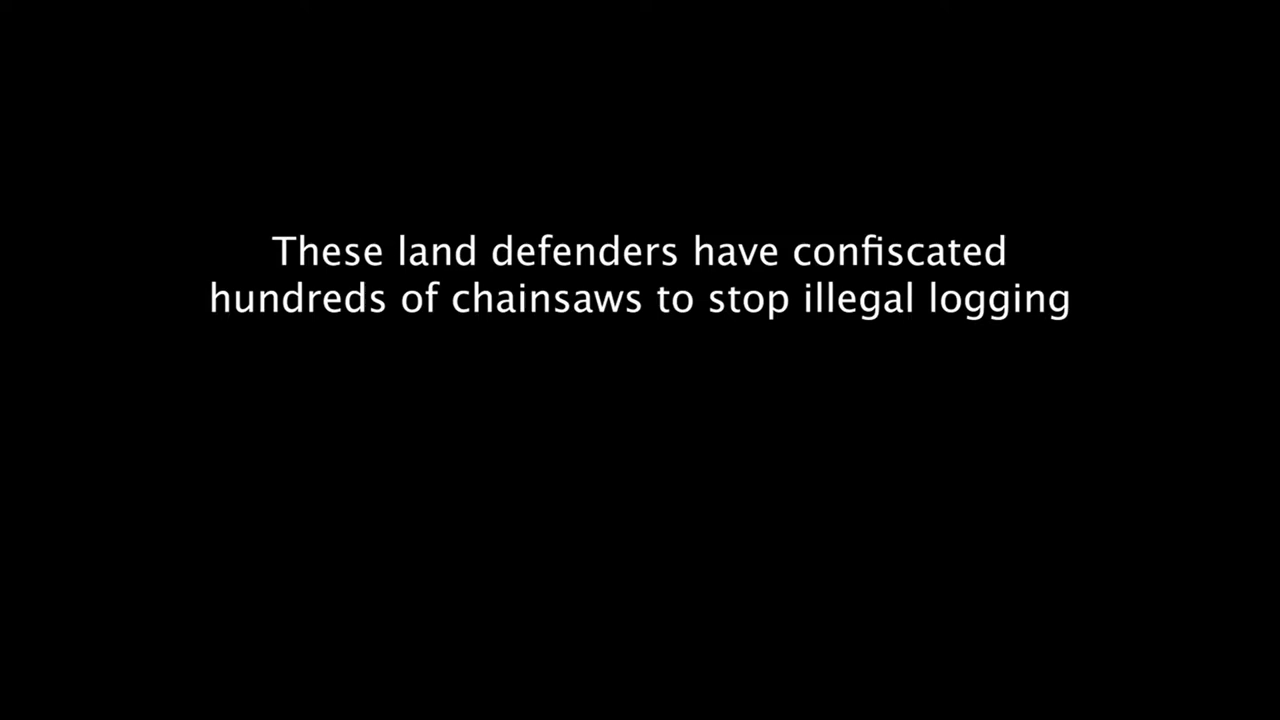 These land defenders have confiscated
hundreds of chainsaws to stop illegal logging